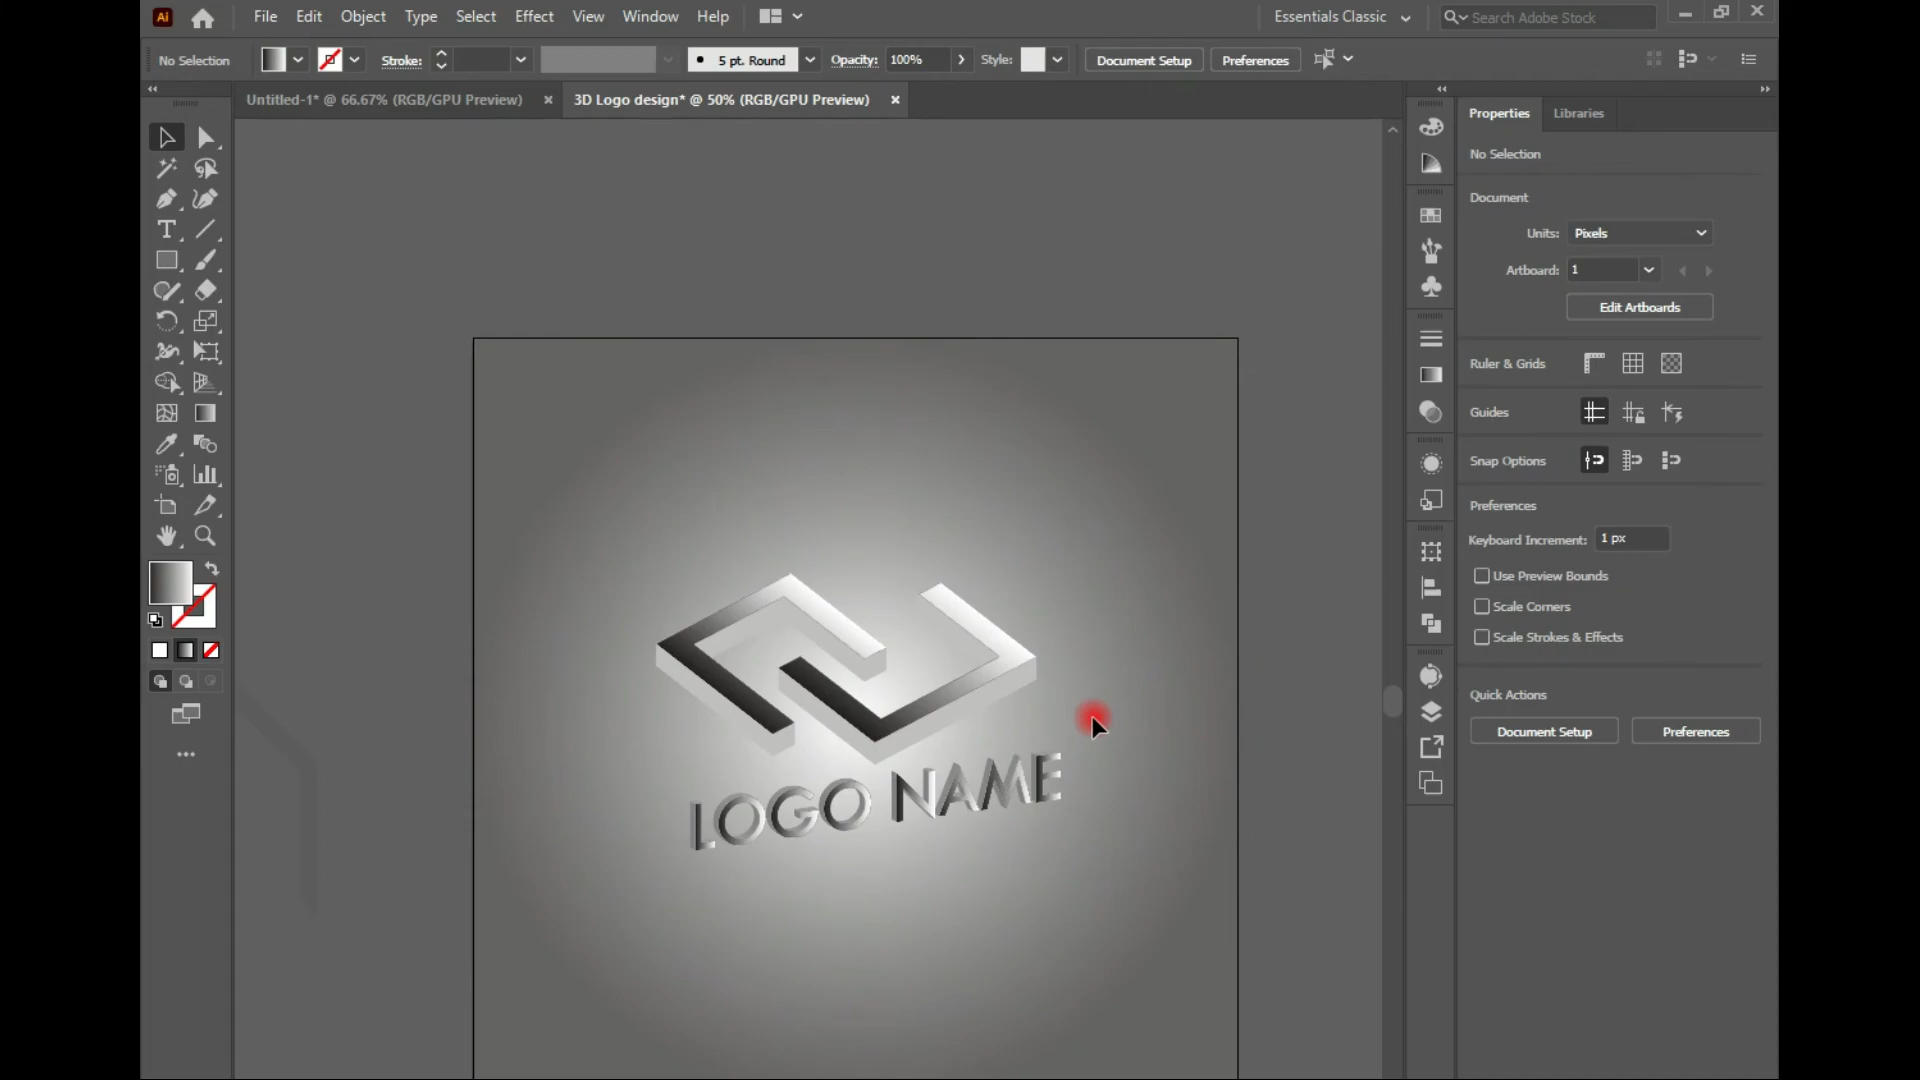 Ai File Edit Object Type Select Effect View Window Help Essentials Classic Search Adobe Stock
No Selection Stroke: 5 pt. Round Opacity: 100% Style: Document Setup Preferences
Untitled-1* @ 66.67% (RGB/GPU Preview) × 3D Logo design* @ 50% (RGB/GPU Preview) ×
Properties Libraries
No Selection
Document
Units: Pixels
Artboard: 1
Edit Artboards
Ruler & Grids
Guides
Snap Options
Preferences
Keyboard Increment: 1 px
Use Preview Bounds
Scale Corners
Scale Strokes & Effects
Quick Actions
Document Setup Preferences
LOGO NAME